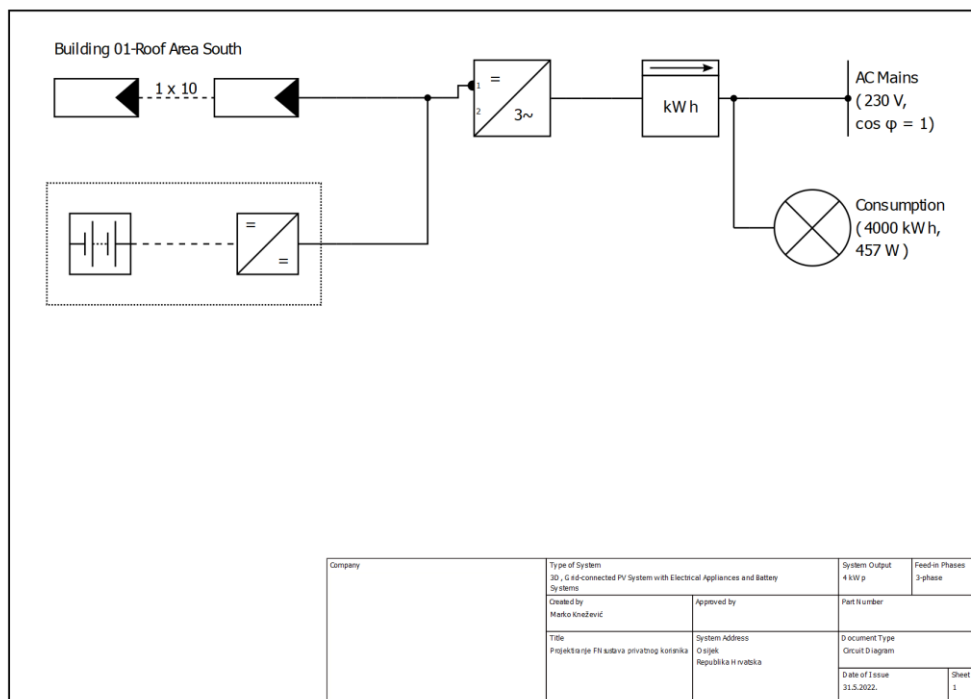 Building 01-Roof Area South
1 x 10
1
2
=
3~
kWh
AC Mains
(230 V,
cos φ = 1)
=
=
Consumption
(4000 kWh,
457 W)
Company
Type of System
3D, Grid-connected PV System with Electrical Appliances and Battery
Systems
System Output
4 kWp
Feed-in Phases
3-phase
Created by
Marko Knežević
Approved by
Part Number
Title
Projektiranje FN sustava privatnog korisnika
System Address
Osijek
Republika Hrvatska
Document Type
Circuit Diagram
Date of Issue
31.5.2022.
Sheet
1